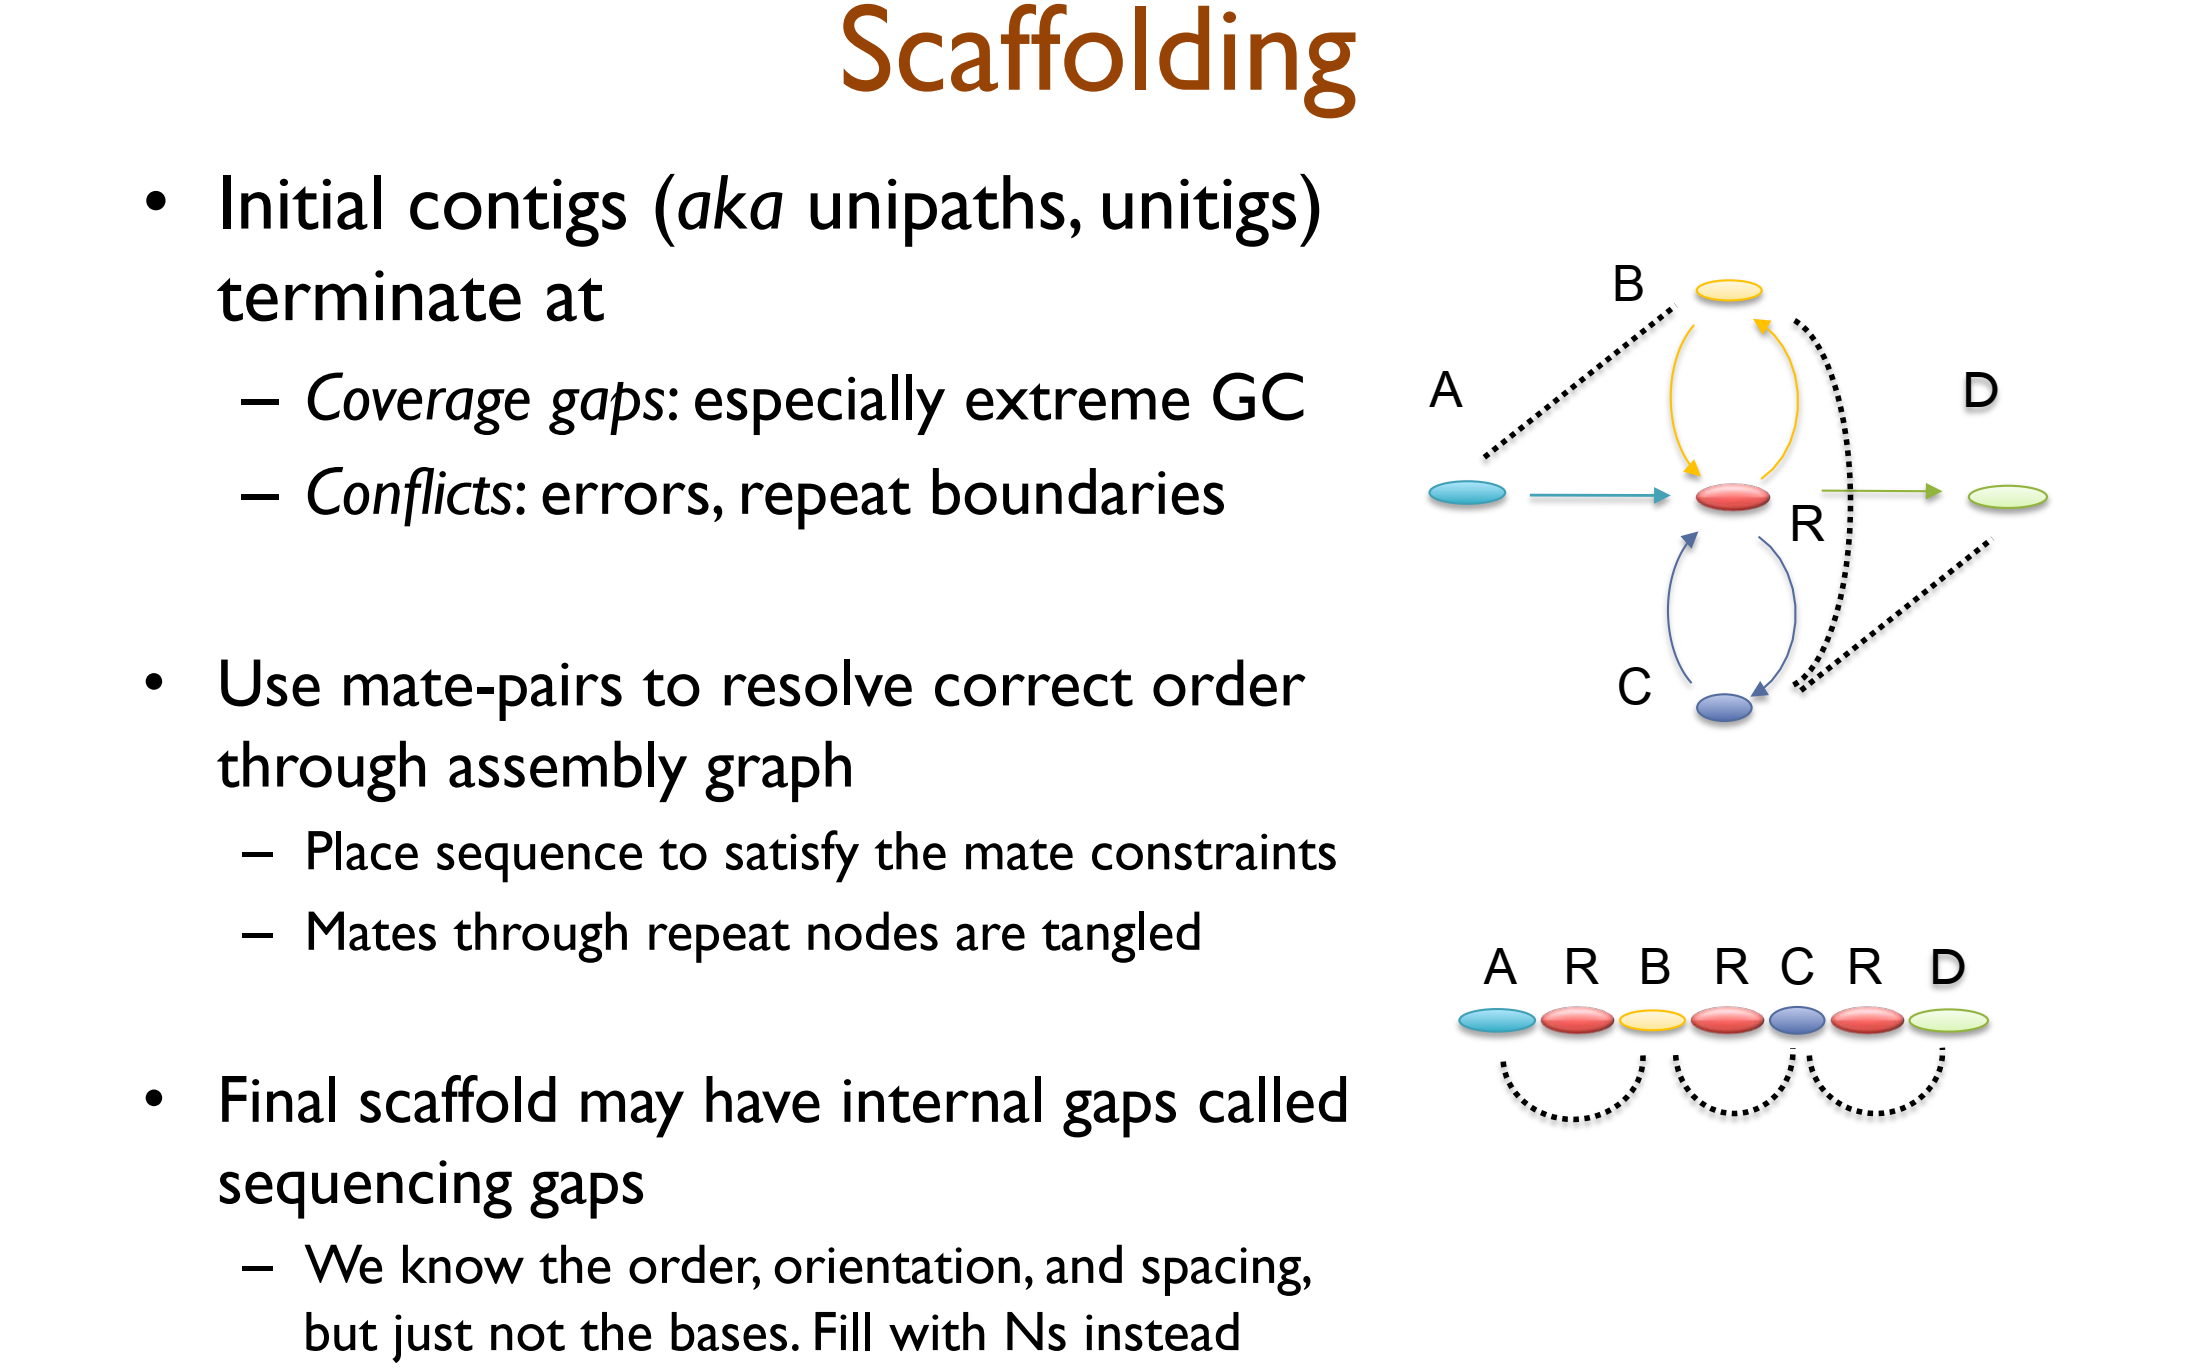 Scaffolding
• Initial contigs (aka unipaths, unitigs)
terminate at
– Coverage gaps: especially extreme GC
– Conflicts: errors, repeat boundaries
• Use mate-pairs to resolve correct order
through assembly graph
– Place sequence to satisfy the mate constraints
– Mates through repeat nodes are tangled
• Final scaffold may have internal gaps called
sequencing gaps
– We know the order, orientation, and spacing,
but just not the bases. Fill with Ns instead
B
A
D
R
C
A R B R C R D